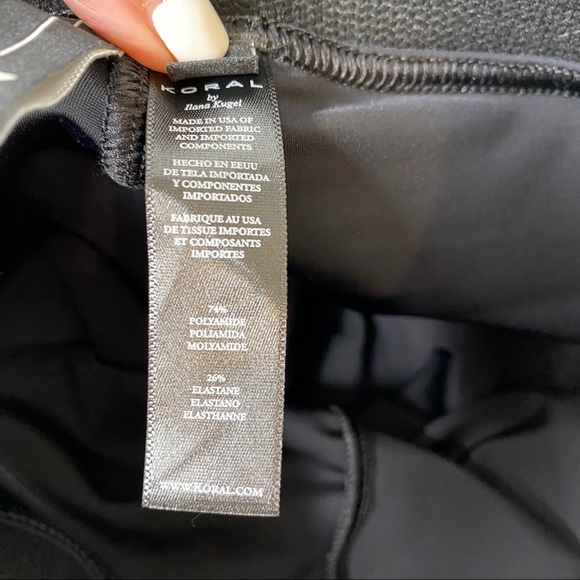 KORAL
by
Ilana Kugel
MADE IN USA OF
IMPORTED FABRIC
AND IMPORTED
COMPONENTS
HECHO EN EEUU
DE TELA IMPORTADA
Y COMPONENTES
IMPORTADOS
FABRIQUE AU USA
DE TISSUE IMPORTES
ET COMPOSANTS
IMPORTES
74%
POLYAMIDE
POLIAMIDA
MOLYAMIDE
26%
ELASTANE
ELASTANO
ELASTHANNE
WWW.KORAL.COM